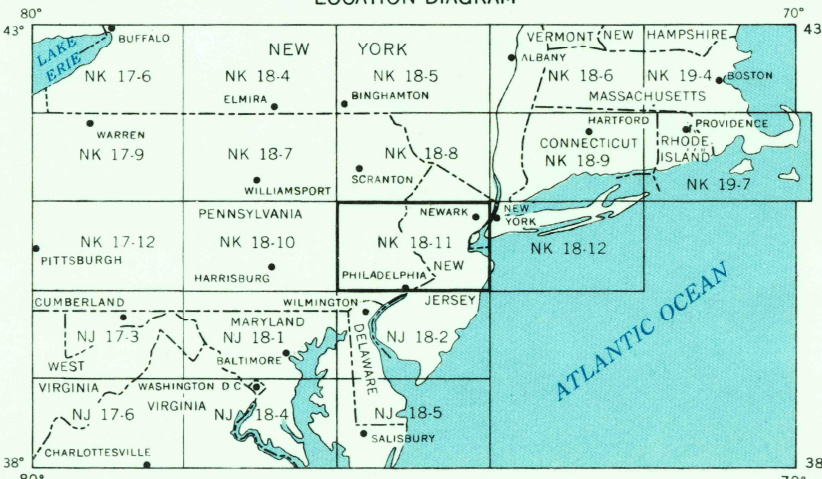 LOCATION DIAGRAM
80°
70°
43°
43
BUFFALO
LAKE
ERIE
NEW YORK
VERMONT
NEW HAMPSHIRE
ALBANY
NK 17-6
NK 18-4
NK 18-5
NK 18-6
NK 19-4
BOSTON
ELMIRA
BINGHAMTON
MASSACHUSETTS
WARREN
HARTFORD
PROVIDENCE
CONNECTICUT
RHODE
ISLAND
NK 17-9
NK 18-7
NK 18-8
NK 18-9
SCRANTON
WILLIAMSPORT
NK 19-7
PENNSYLVANIA
NEWARK
NEW
YORK
NK 17-12
NK 18-10
NK 18-11
NK 18-12
PITTSBURGH
HARRISBURG
PHILADELPHIA
NEW
JERSEY
CUMBERLAND
WILMINGTON
MARYLAND
NJ 17-3
NJ 18-1
NJ 18-2
DELAWARE
BALTIMORE
WEST
VIRGINIA
WASHINGTON D C
VIRGINIA
NJ 17-6
NJ 18-4
NJ 18-5
SALISBURY
CHARLOTTESVILLE
ATLANTIC OCEAN
38°
38
80°